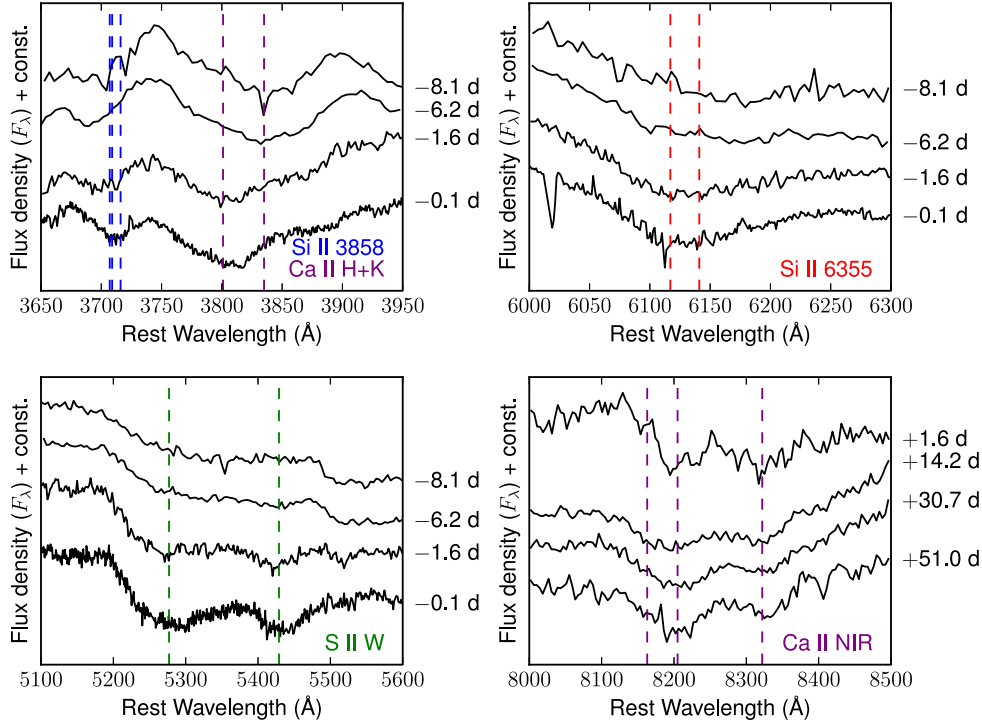 Flux density (Fλ) + const.
−8.1 d
−6.2 d
−1.6 d
−0.1 d
Si II 3858
Ca II H+K
3650 3700 3750 3800 3850 3900 3950
Rest Wavelength (Å)
Flux density (Fλ) + const.
−8.1 d
−6.2 d
−1.6 d
−0.1 d
Si II 6355
6000 6050 6100 6150 6200 6250 6300
Rest Wavelength (Å)
Flux density (Fλ) + const.
−8.1 d
−6.2 d
−1.6 d
−0.1 d
S II W
5100 5200 5300 5400 5500 5600
Rest Wavelength (Å)
Flux density (Fλ) + const.
+1.6 d
+14.2 d
+30.7 d
+51.0 d
Ca II NIR
8000 8100 8200 8300 8400 8500
Rest Wavelength (Å)